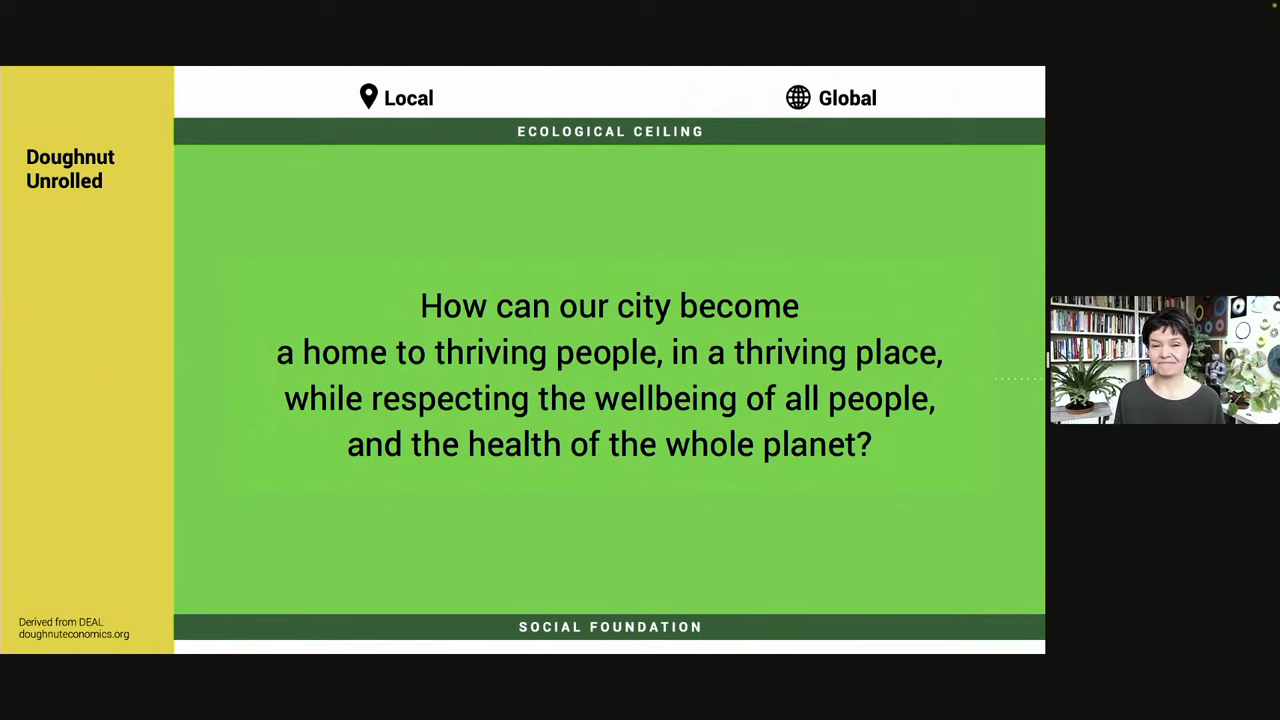 Local
Global
ECOLOGICAL CEILING
Doughnut
Unrolled
How can our city become
a home to thriving people, in a thriving place,
while respecting the wellbeing of all people,
and the health of the whole planet?
Derived from DEAL
doughnuteconomics.org
SOCIAL FOUNDATION